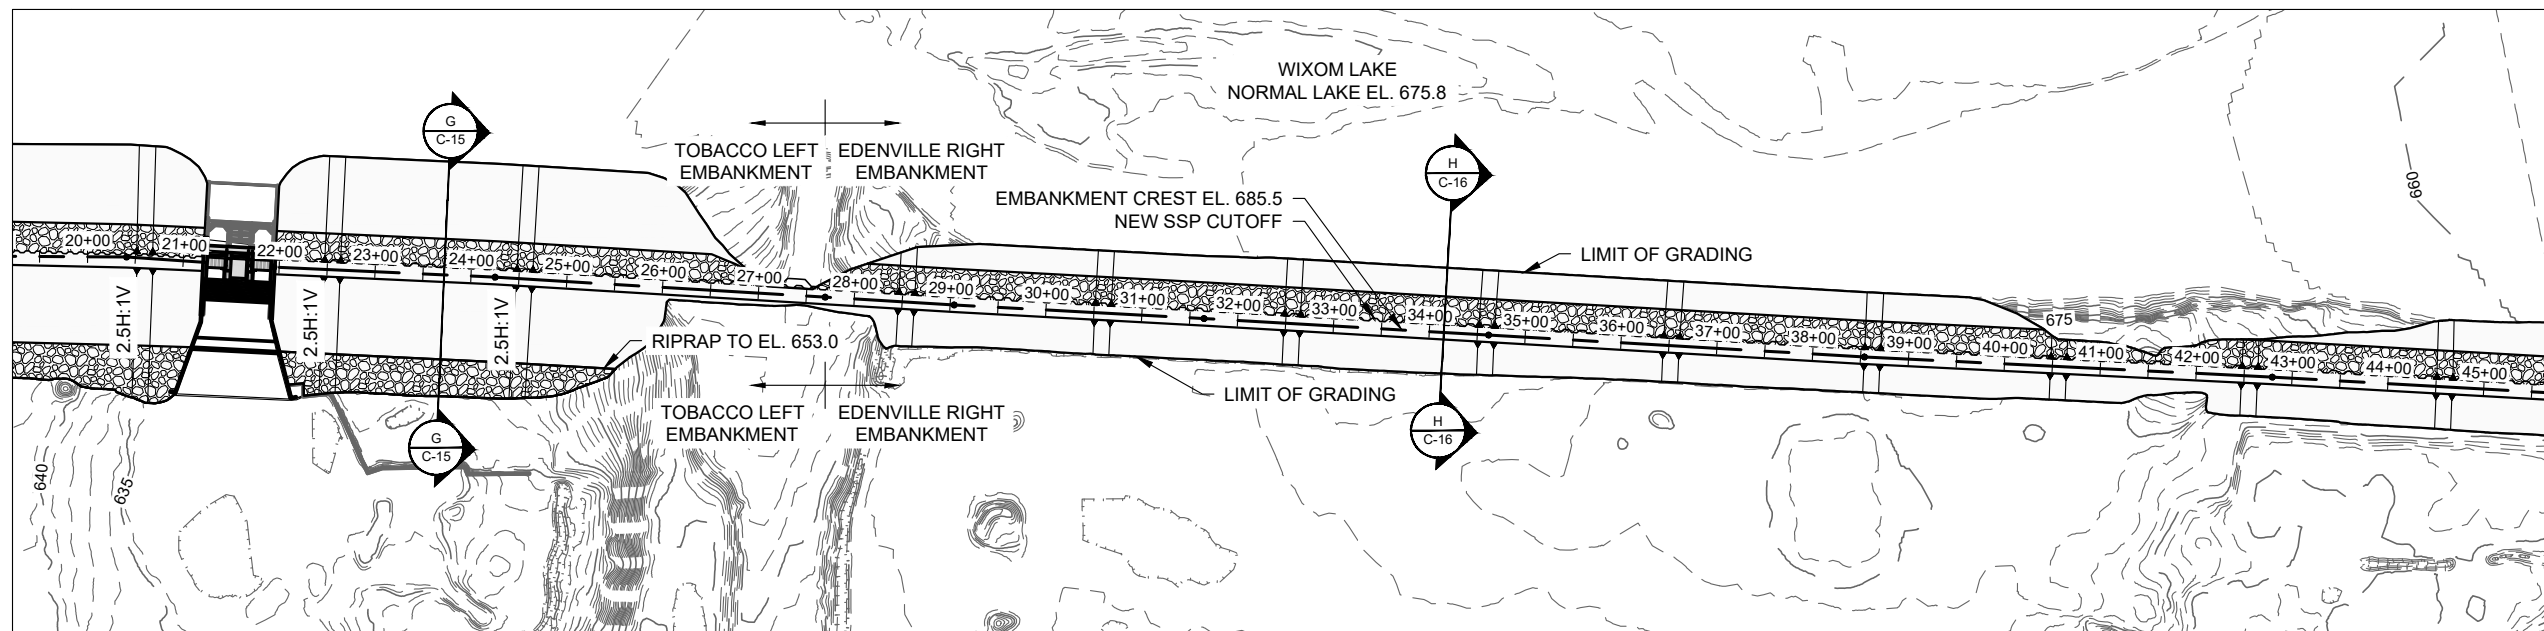 WIXOM LAKE
NORMAL LAKE EL. 675.8
G
C-15
TOBACCO LEFT
EMBANKMENT
EDENVILLE RIGHT
EMBANKMENT
H
C-16
660
EMBANKMENT CREST EL. 685.5
NEW SSP CUTOFF
LIMIT OF GRADING
20+00
21+00
22+00
23+00
24+00
25+00
26+00
27+00
28+00
29+00
30+00
31+00
32+00
33+00
34+00
35+00
36+00
37+00
38+00
39+00
40+00
41+00
42+00
43+00
44+00
45+00
675
2.5H:1V
2.5H:1V
2.5H:1V
RIPRAP TO EL. 653.0
LIMIT OF GRADING
TOBACCO LEFT
EMBANKMENT
EDENVILLE RIGHT
EMBANKMENT
G
C-15
H
C-16
640
635